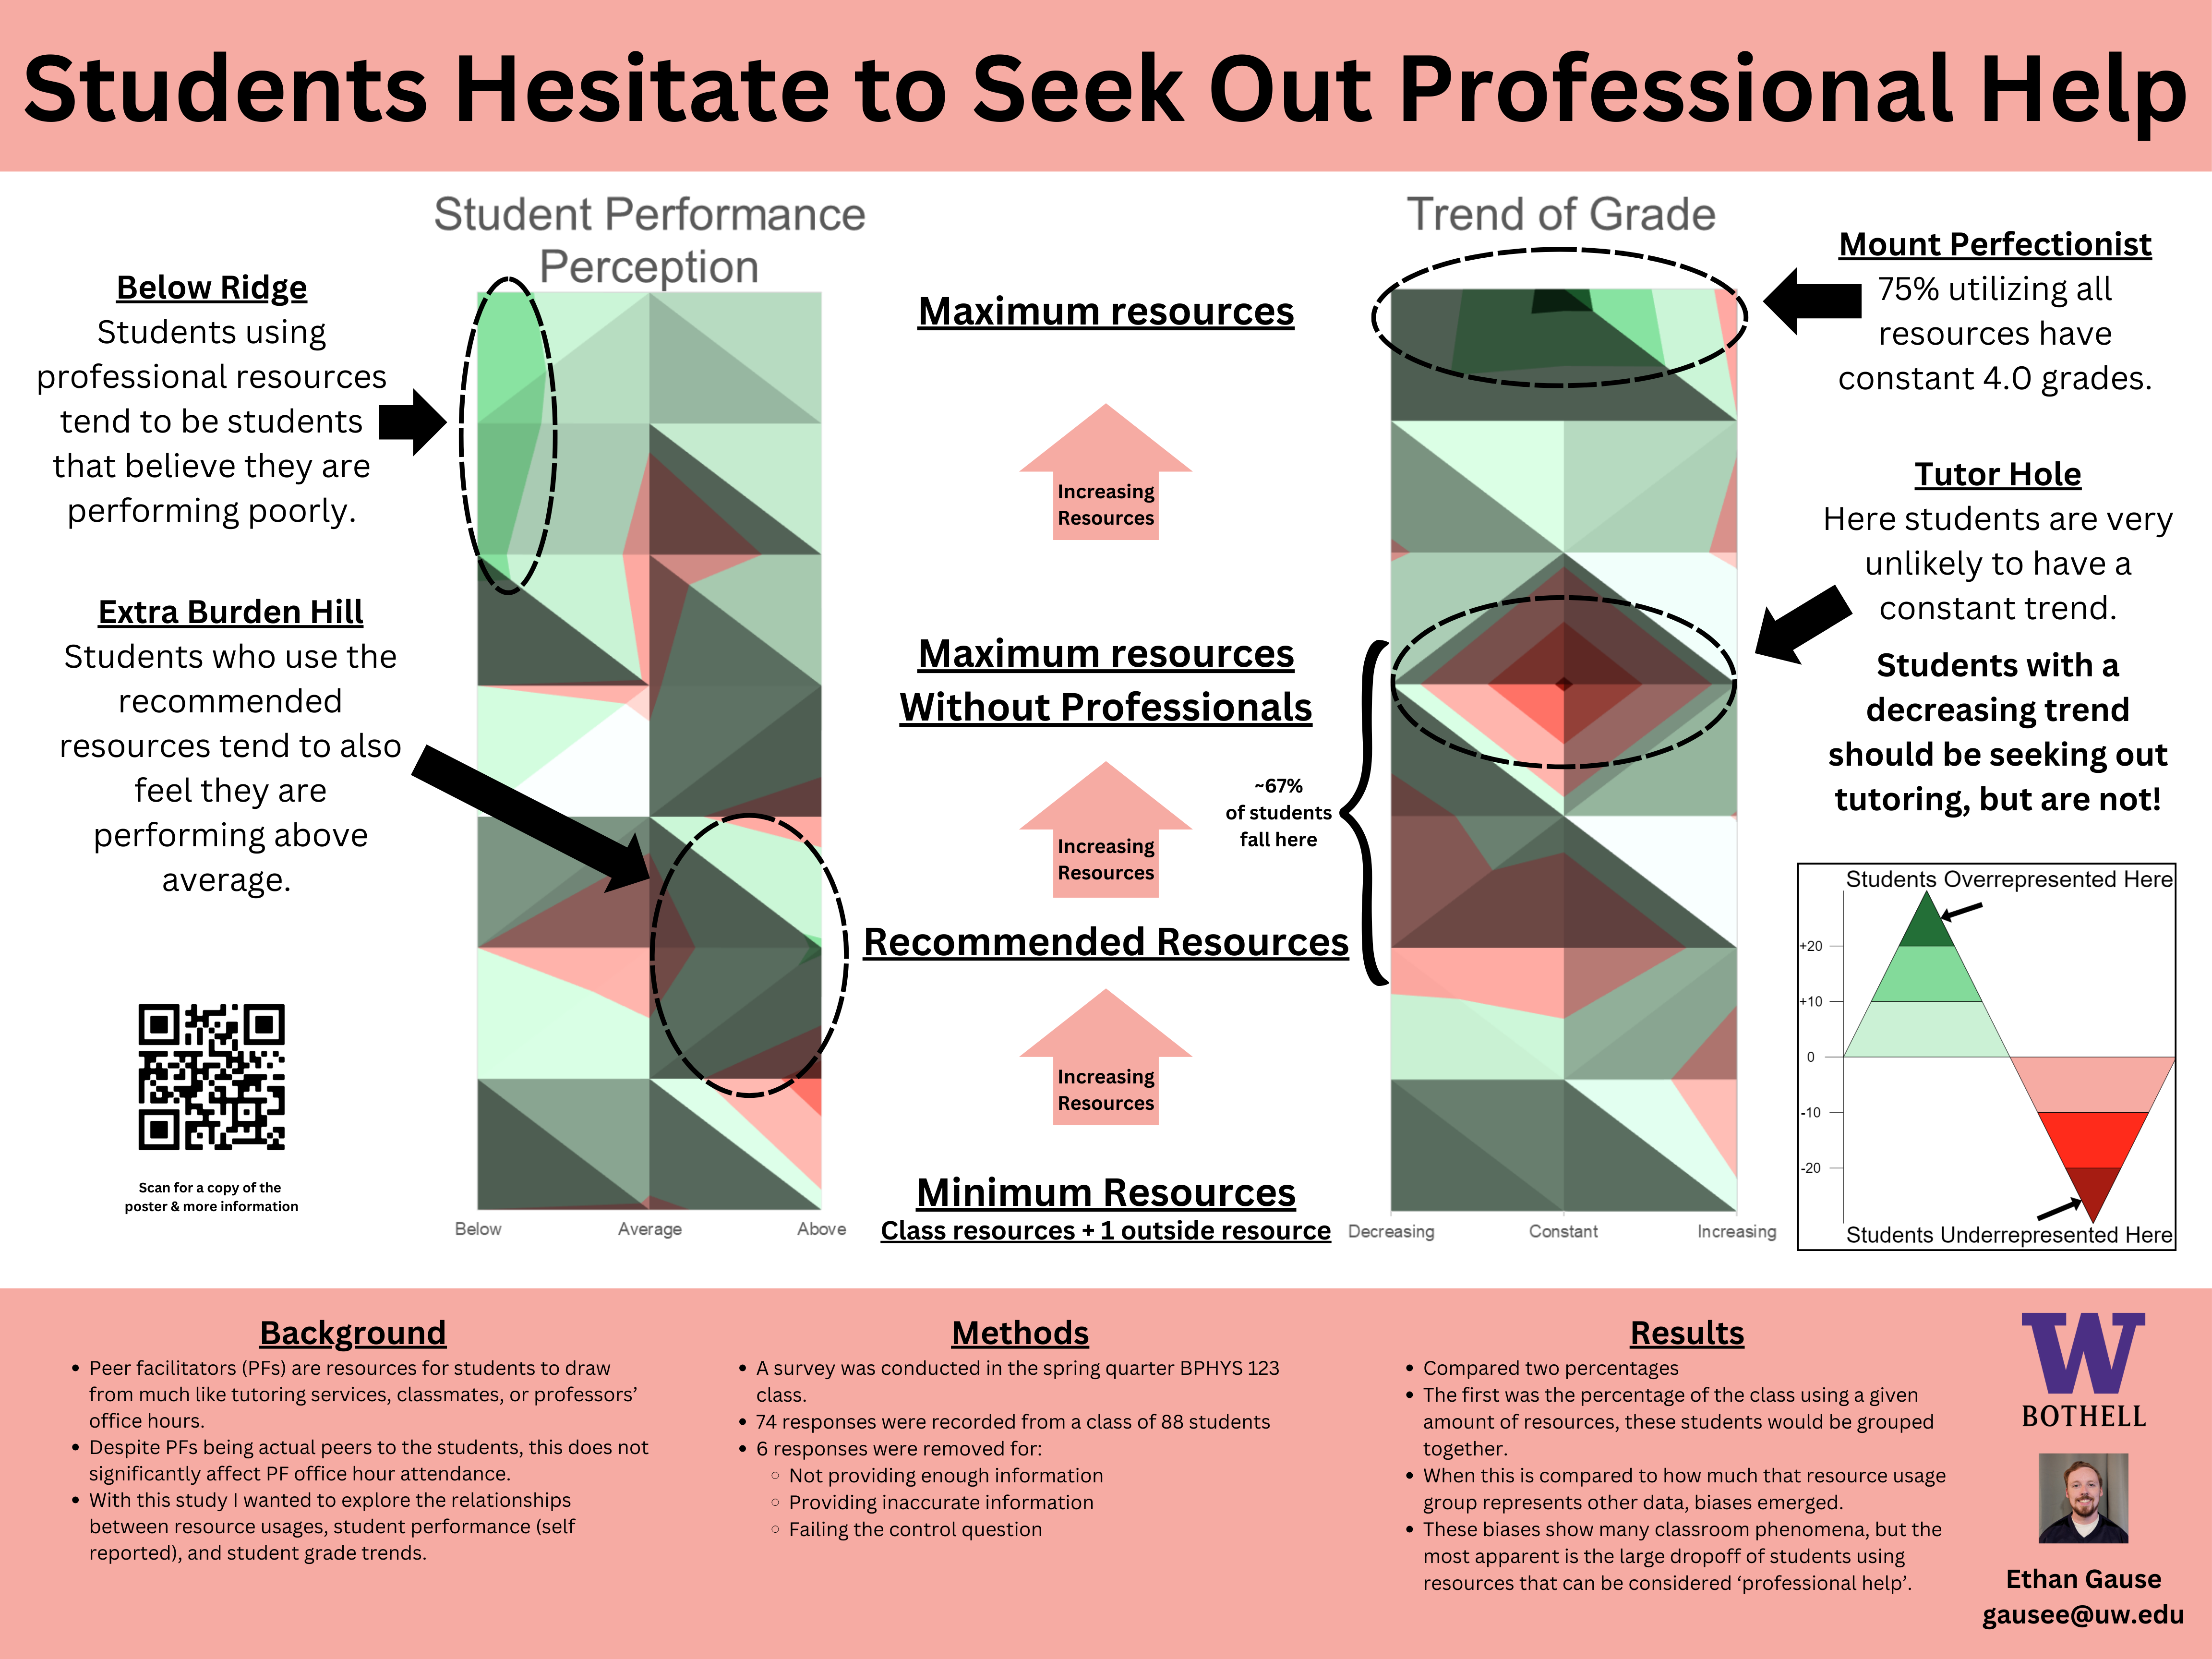 Students Hesitate to Seek Out Professional Help
Student Performance
Perception
Below Ridge
Students using
professional resources
tend to be students
that believe they are
performing poorly.
Extra Burden Hill
Students who use the
recommended
resources tend to also
feel they are
performing above
average.
Scan for a copy of the
poster & more information
Below
Average
Above
Maximum resources
Increasing
Resources
Maximum resources
Without Professionals
Increasing
Resources
~67%
of students
fall here
Recommended Resources
Increasing
Resources
Minimum Resources
Class resources + 1 outside resource
Trend of Grade
Decreasing
Constant
Increasing
Mount Perfectionist
75% utilizing all
resources have
constant 4.0 grades.
Tutor Hole
Here students are very
unlikely to have a
constant trend.
Students with a
decreasing trend
should be seeking out
tutoring, but are not!
Students Overrepresented Here
+20
+10
0
-10
-20
Students Underrepresented Here
Background
• Peer facilitators (PFs) are resources for students to draw
from much like tutoring services, classmates, or professors’
office hours.
• Despite PFs being actual peers to the students, this does not
significantly affect PF office hour attendance.
• With this study I wanted to explore the relationships
between resource usages, student performance (self
reported), and student grade trends.
Methods
• A survey was conducted in the spring quarter BPHYS 123
class.
• 74 responses were recorded from a class of 88 students
• 6 responses were removed for:
◦ Not providing enough information
◦ Providing inaccurate information
◦ Failing the control question
Results
• Compared two percentages
• The first was the percentage of the class using a given
amount of resources, these students would be grouped
together.
• When this is compared to how much that resource usage
group represents other data, biases emerged.
• These biases show many classroom phenomena, but the
most apparent is the large dropoff of students using
resources that can be considered ‘professional help’.
W
BOTHELL
Ethan Gause
gausee@uw.edu